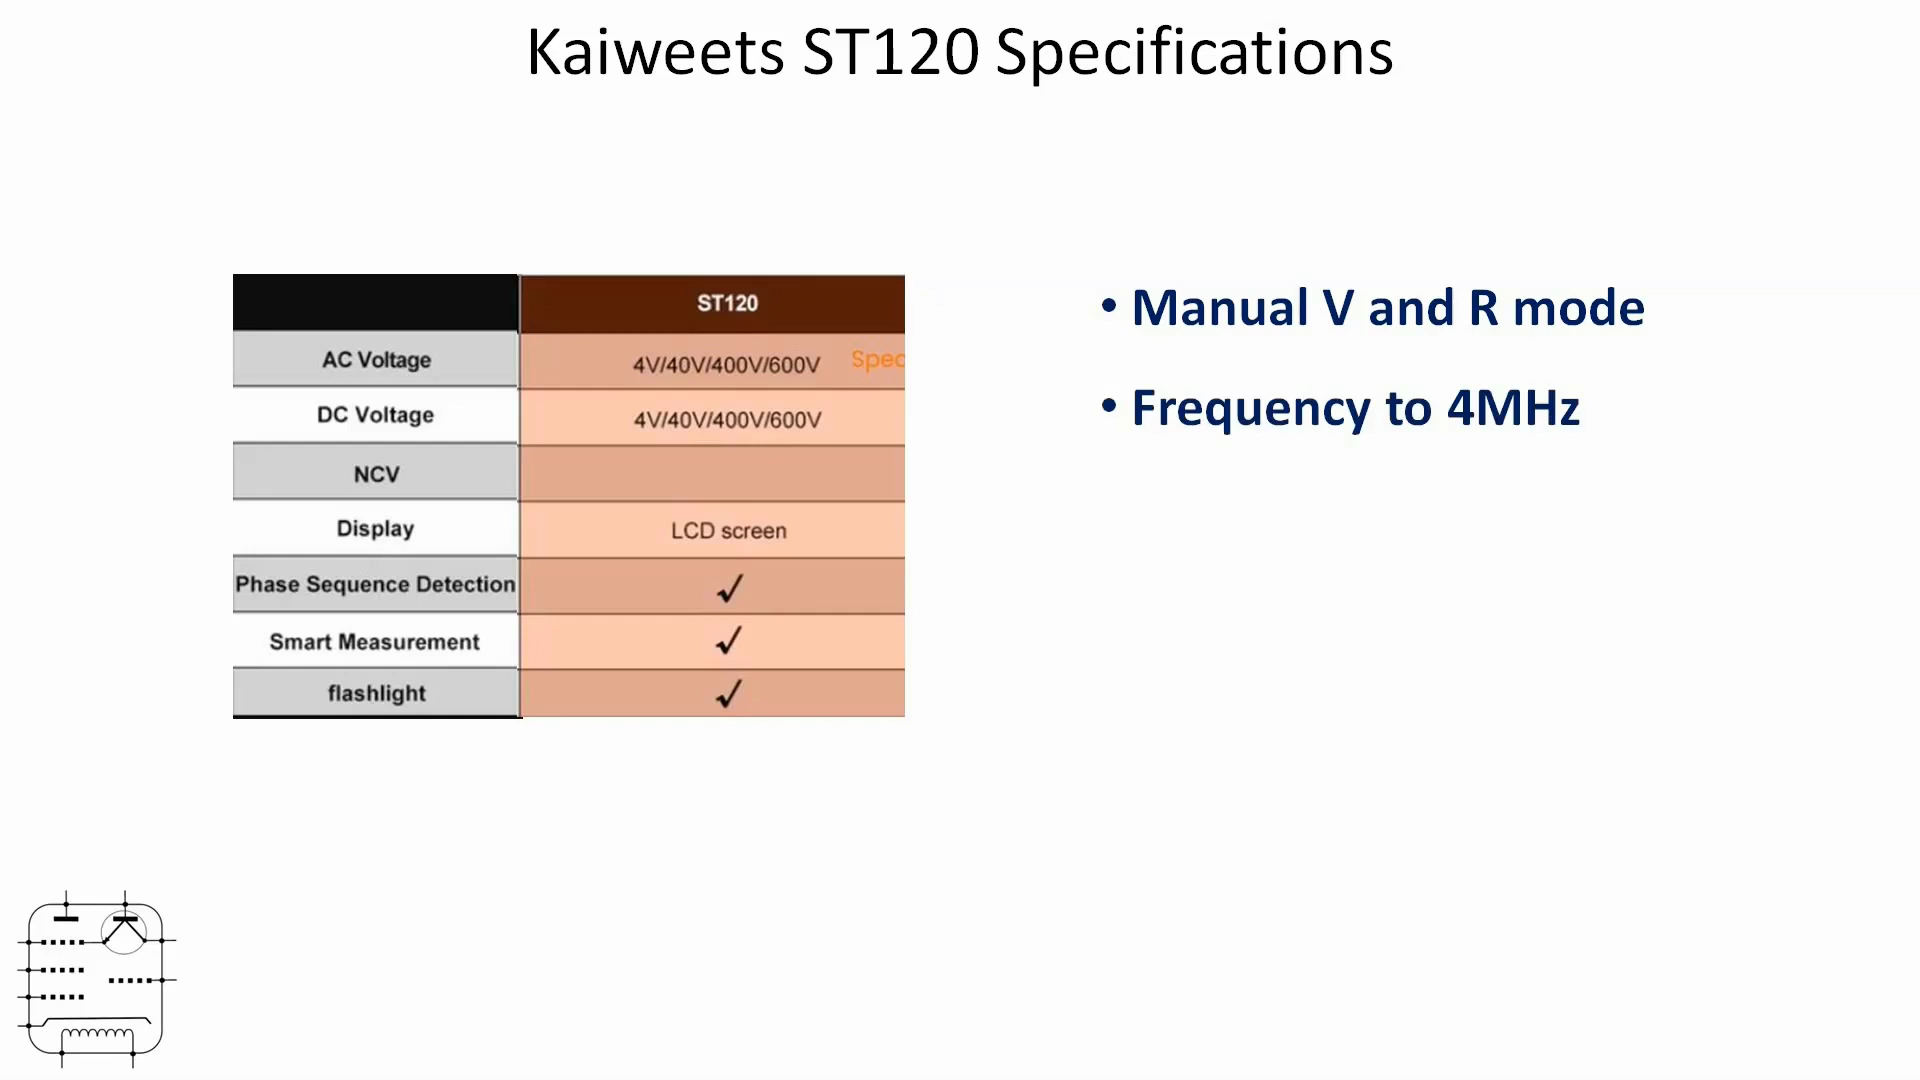 Kaiweets ST120 Specifications
ST120
AC Voltage 4V/40V/400V/600V Spec
DC Voltage 4V/40V/400V/600V
NCV
Display LCD screen
Phase Sequence Detection ✓
Smart Measurement ✓
flashlight ✓
• Manual V and R mode
• Frequency to 4MHz